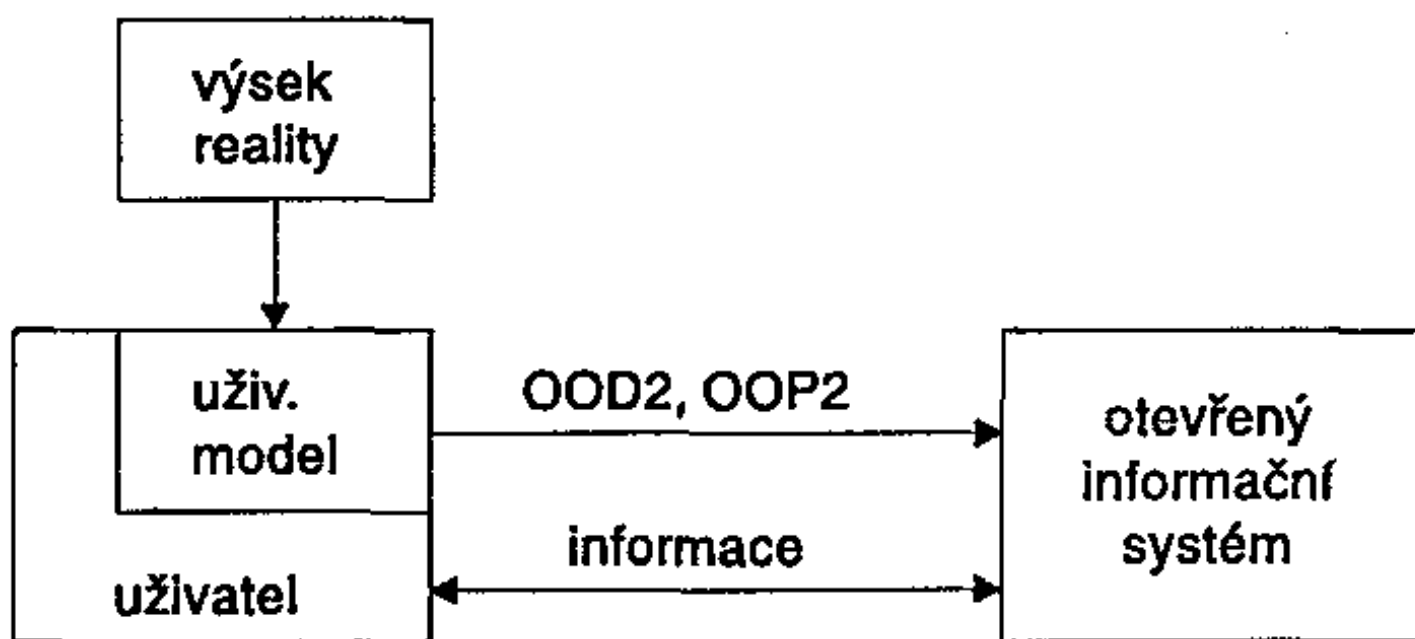 výsek
reality
uživ.
model
OOD2, OOP2
otevřený
informační
systém
informace
uživatel